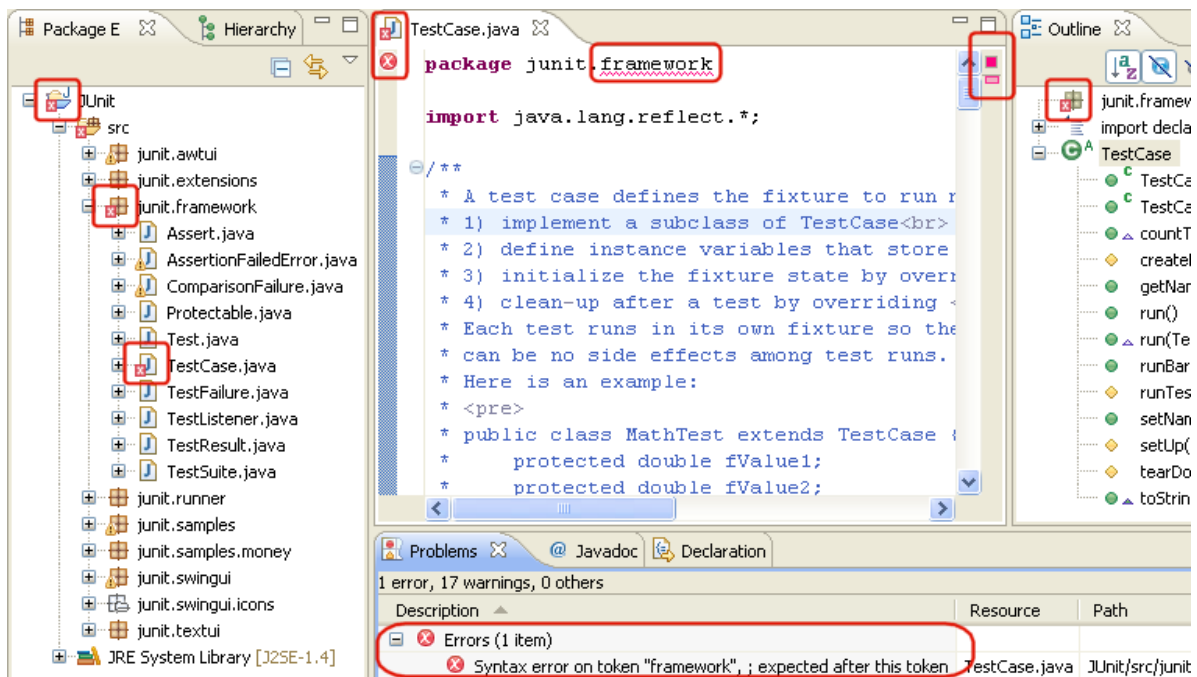 Package E
Hierarchy
JUnit
src
junit.awtui
junit.extensions
junit.framework
Assert.java
AssertionFailedError.java
ComparisonFailure.java
Protectable.java
Test.java
TestCase.java
TestFailure.java
TestListener.java
TestResult.java
TestSuite.java
junit.runner
junit.samples
junit.samples.money
junit.swingui
junit.swingui.icons
junit.textui
JRE System Library [J2SE-1.4]
TestCase.java
package junit.framework
import java.lang.reflect.*;
/**
* A test case defines the fixture to run
* 1) implement a subclass of TestCase<br>
* 2) define instance variables that store
* 3) initialize the fixture state by overr
* 4) clean-up after a test by overriding <
* Each test runs in its own fixture so the
* can be no side effects among test runs.
* Here is an example:
* <pre>
* public class MathTest extends TestCase {
* protected double fValue1;
* protected double fValue2;
Outline
junit.framew
import decla
TestCase
TestCa
TestCa
countT
create
getNam
run()
run(Te
runBar
runTes
setNam
setUp(
tearDo
toStrin
Problems
@ Javadoc
Declaration
1 error, 17 warnings, 0 others
Description Resource Path
Errors (1 item)
Syntax error on token "framework", ; expected after this token TestCase.java JUnit/src/junit